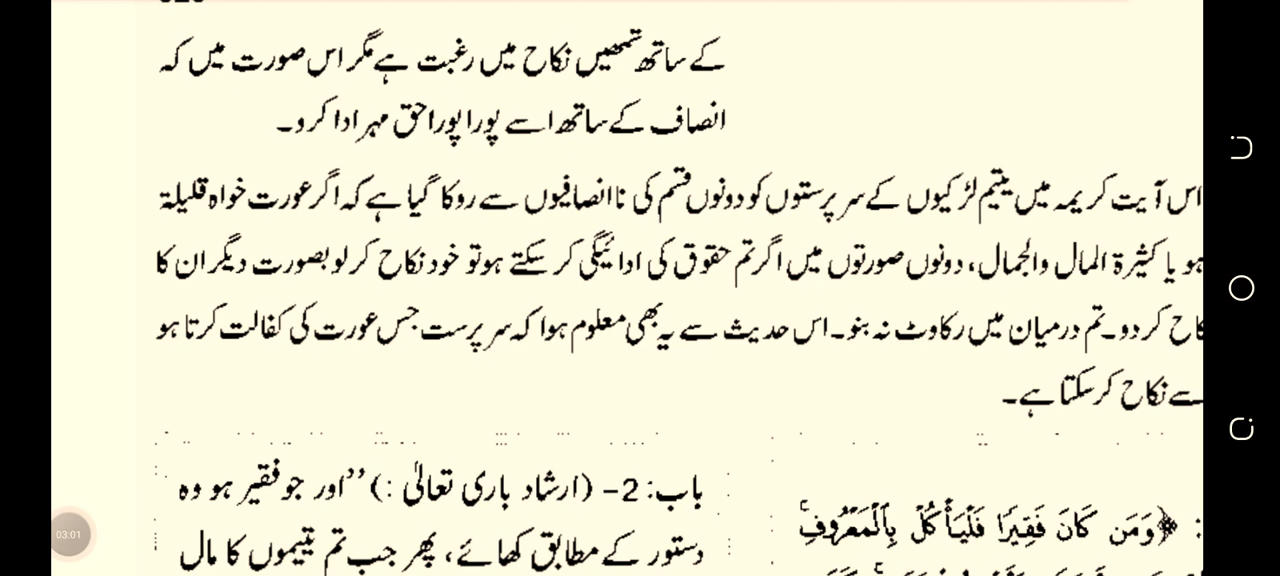 کے ساتھ تمھیں نکاح میں رغبت ہے مگر اس صورت میں کہ
انصاف کے ساتھ اسے پورا پورا حق مہر ادا کرو۔
اس آیت کریمہ میں یتیم لڑکیوں کے سرپرستوں کو دونوں قسم کی ناانصافیوں سے روکا گیا ہے کہ اگر عورت خواہ قلیلة
ہو یا کثیرة المال والجمال، دونوں صورتوں میں اگر تم حقوق کی ادائیگی کر سکتے ہو تو خود نکاح کر لو بصورت دیگر ان کا
کاح کر دو۔ تم درمیان میں رکاوٹ نہ بنو۔ اس حدیث سے یہ بھی معلوم ہوا کہ سرپرست جس عورت کی کفالت کرتا ہو
سے نکاح کر سکتا ہے۔
: ﴿وَمَن كَانَ فَقِيرًا فَلْيَأْكُلْ بِالْمَعْرُوفِ ۚ
باب: 2- (ارشاد باری تعالیٰ:) ’’اور جو فقیر ہو وہ
دستور کے مطابق کھائے، پھر جب تم یتیموں کا مال
03:01